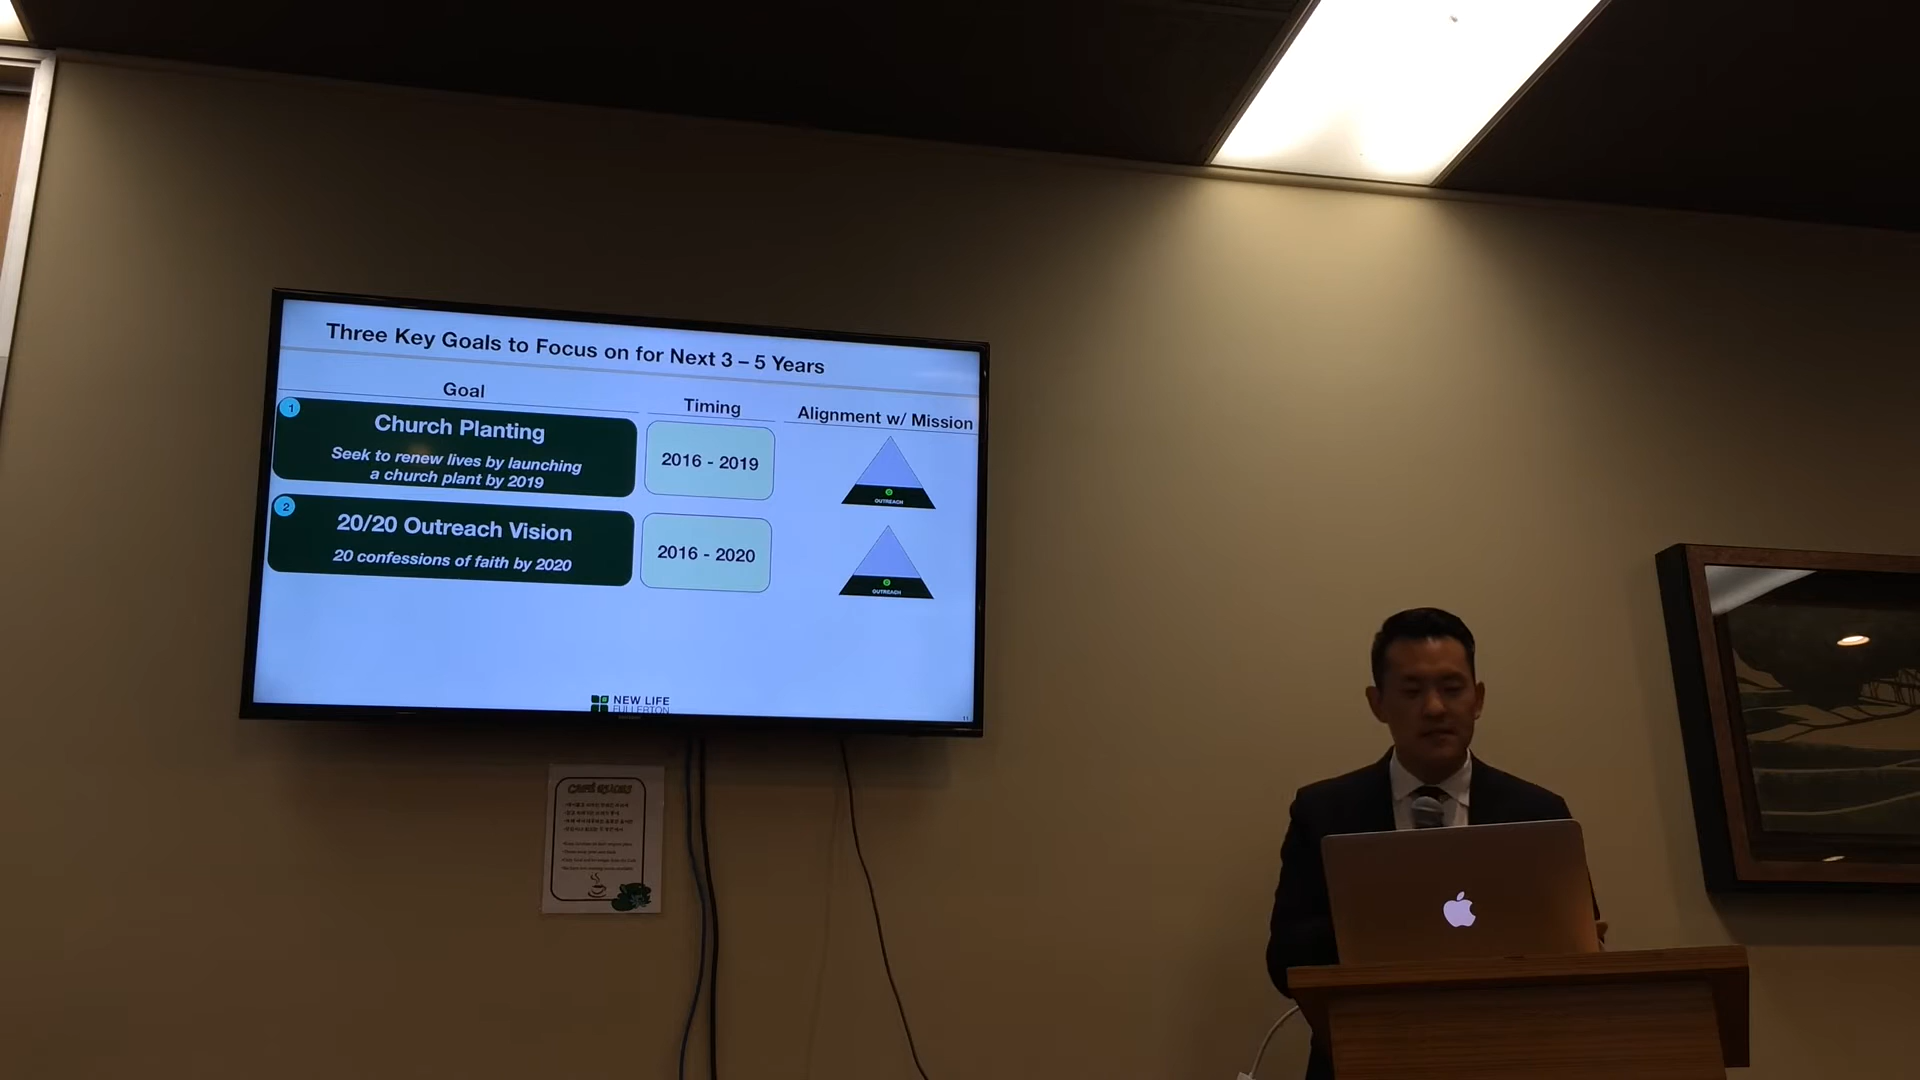 Three Key Goals to Focus on for Next 3 – 5 Years
Goal
Timing
Alignment w/ Mission
1
Church Planting
Seek to renew lives by launching
a church plant by 2019
2016 - 2019
OUTREACH
2
20/20 Outreach Vision
20 confessions of faith by 2020
2016 - 2020
OUTREACH
NEW LIFE
FULLERTON
11